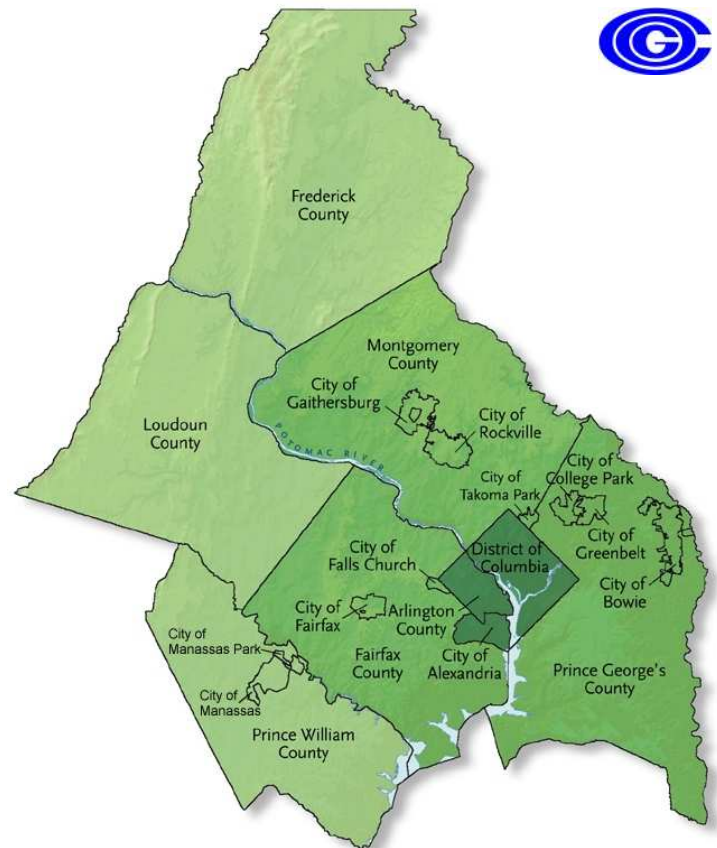 COG
Frederick
County
Montgomery
County
City of
Gaithersburg
City of
Rockville
Loudoun
County
POTOMAC RIVER
City of
Takoma Park
City of
College Park
City of
Greenbelt
City of
Bowie
District of
Columbia
City of
Falls Church
City of
Fairfax
Arlington
County
Fairfax
County
City of
Alexandria
Prince George's
County
City of
Manassas Park
City of
Manassas
Prince William
County